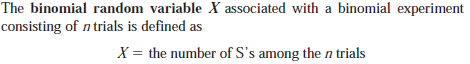 The binomial random variable X associated with a binomial experiment
consisting of n trials is defined as
X = the number of S's among the n trials